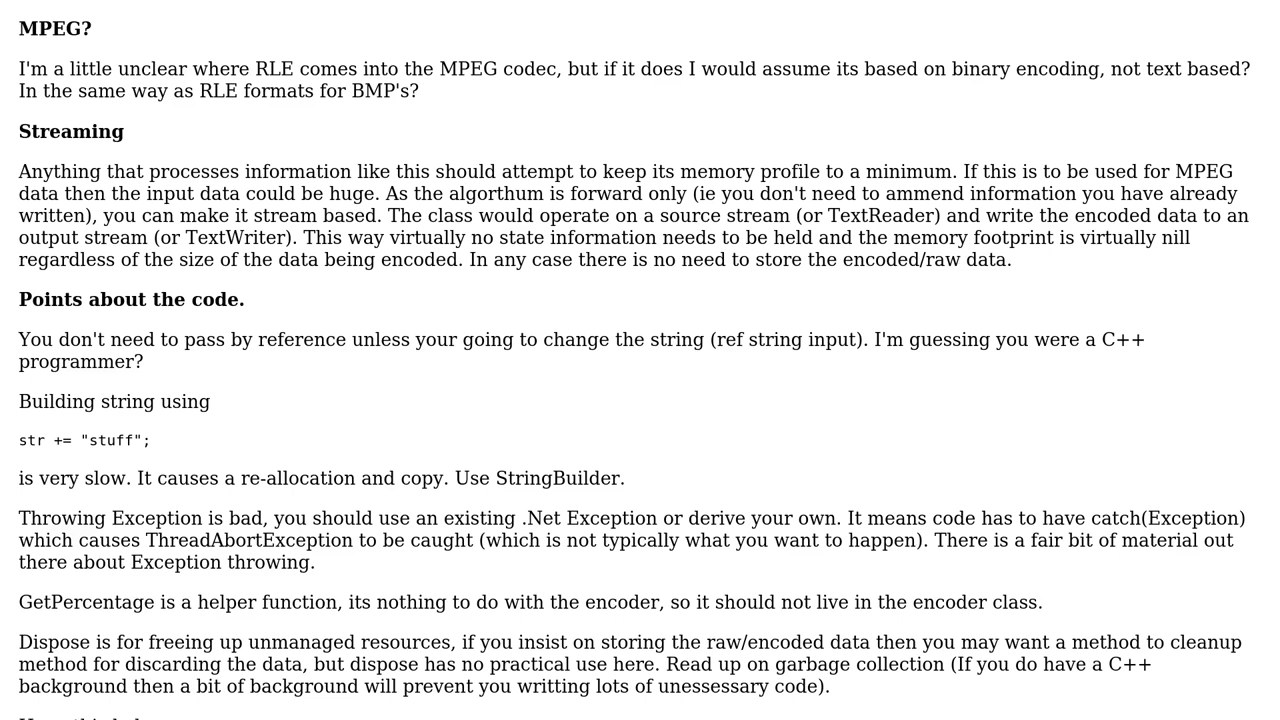 MPEG?
I'm a little unclear where RLE comes into the MPEG codec, but if it does I would assume its based on binary encoding, not text based?
In the same way as RLE formats for BMP's?
Streaming
Anything that processes information like this should attempt to keep its memory profile to a minimum. If this is to be used for MPEG
data then the input data could be huge. As the algorthum is forward only (ie you don't need to ammend information you have already
written), you can make it stream based. The class would operate on a source stream (or TextReader) and write the encoded data to an
output stream (or TextWriter). This way virtually no state information needs to be held and the memory footprint is virtually nill
regardless of the size of the data being encoded. In any case there is no need to store the encoded/raw data.
Points about the code.
You don't need to pass by reference unless your going to change the string (ref string input). I'm guessing you were a C++
programmer?
Building string using
str += "stuff";
is very slow. It causes a re-allocation and copy. Use StringBuilder.
Throwing Exception is bad, you should use an existing .Net Exception or derive your own. It means code has to have catch(Exception)
which causes ThreadAbortException to be caught (which is not typically what you want to happen). There is a fair bit of material out
there about Exception throwing.
GetPercentage is a helper function, its nothing to do with the encoder, so it should not live in the encoder class.
Dispose is for freeing up unmanaged resources, if you insist on storing the raw/encoded data then you may want a method to cleanup
method for discarding the data, but dispose has no practical use here. Read up on garbage collection (If you do have a C++
background then a bit of background will prevent you writting lots of unessessary code).